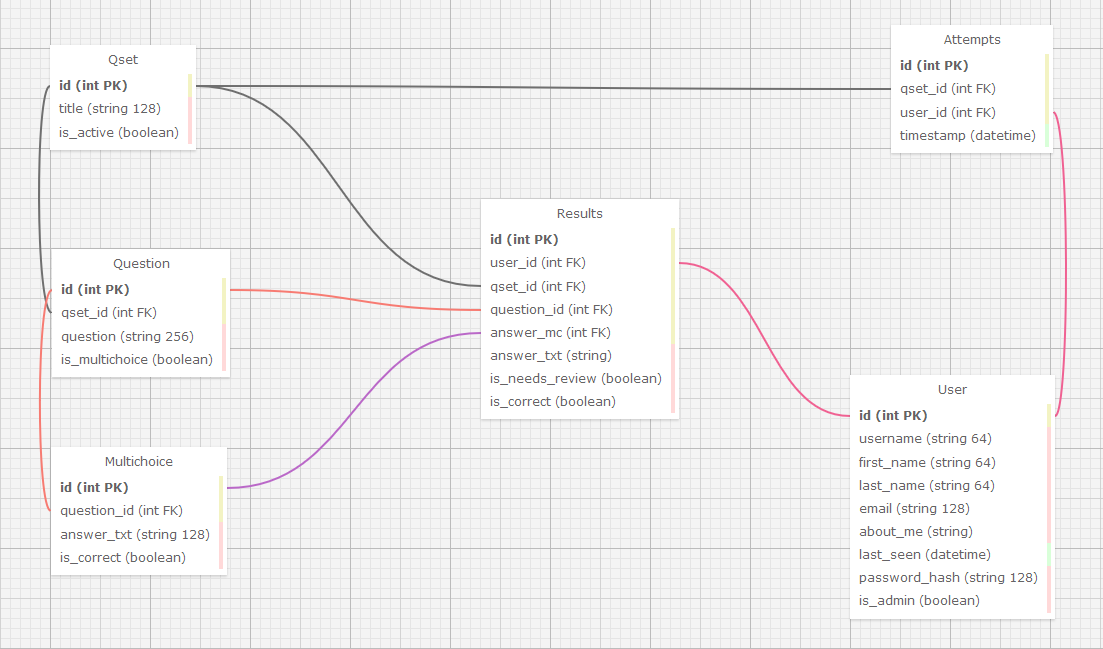 Qset
id (int PK)
title (string 128)
is_active (boolean)
Attempts
id (int PK)
qset_id (int FK)
user_id (int FK)
timestamp (datetime)
Question
id (int PK)
qset_id (int FK)
question (string 256)
is_multichoice (boolean)
Results
id (int PK)
user_id (int FK)
qset_id (int FK)
question_id (int FK)
answer_mc (int FK)
answer_txt (string)
is_needs_review (boolean)
is_correct (boolean)
Multichoice
id (int PK)
question_id (int FK)
answer_txt (string 128)
is_correct (boolean)
User
id (int PK)
username (string 64)
first_name (string 64)
last_name (string 64)
email (string 128)
about_me (string)
last_seen (datetime)
password_hash (string 128)
is_admin (boolean)